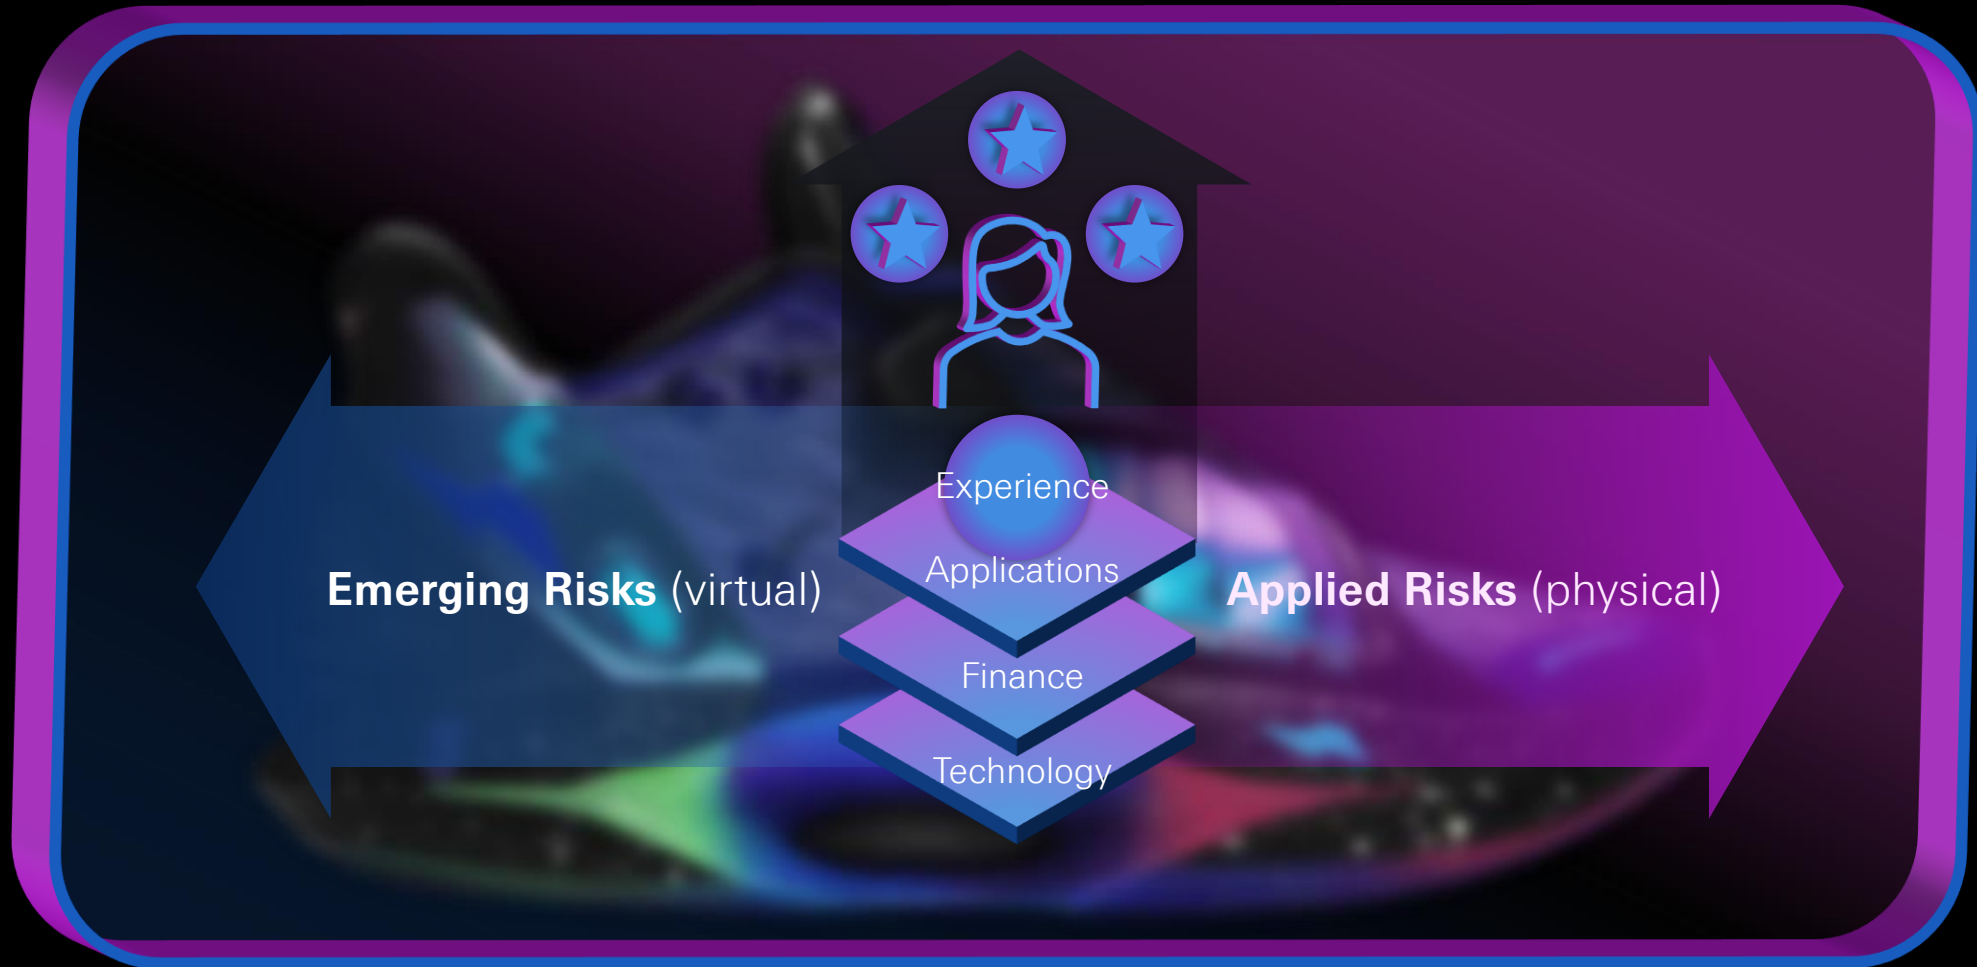 Experience
Applications
Emerging Risks (virtual)
Applied Risks (physical)
Finance
Technology